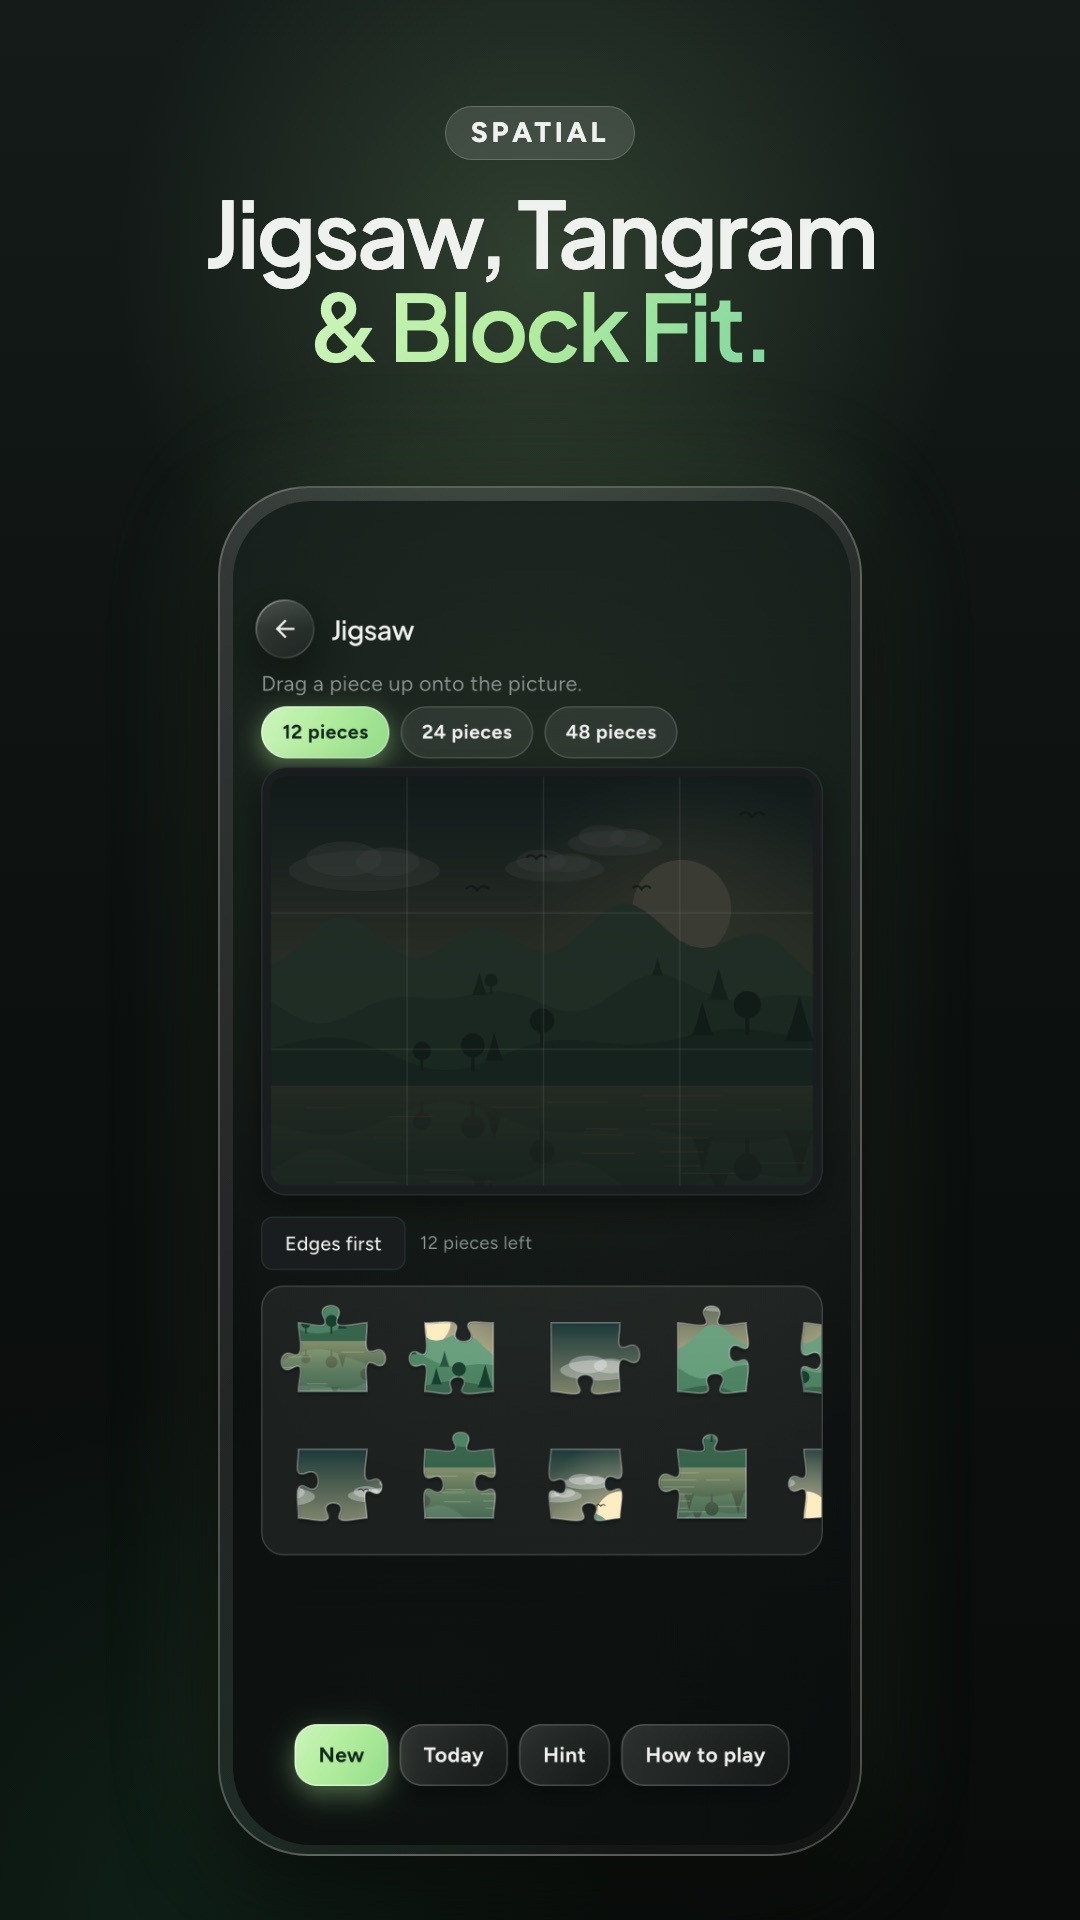 SPATIAL
Jigsaw, Tangram
& Block Fit.
Jigsaw
Drag a piece up onto the picture.
12 pieces 24 pieces 48 pieces
Edges first 12 pieces left
New Today Hint How to play